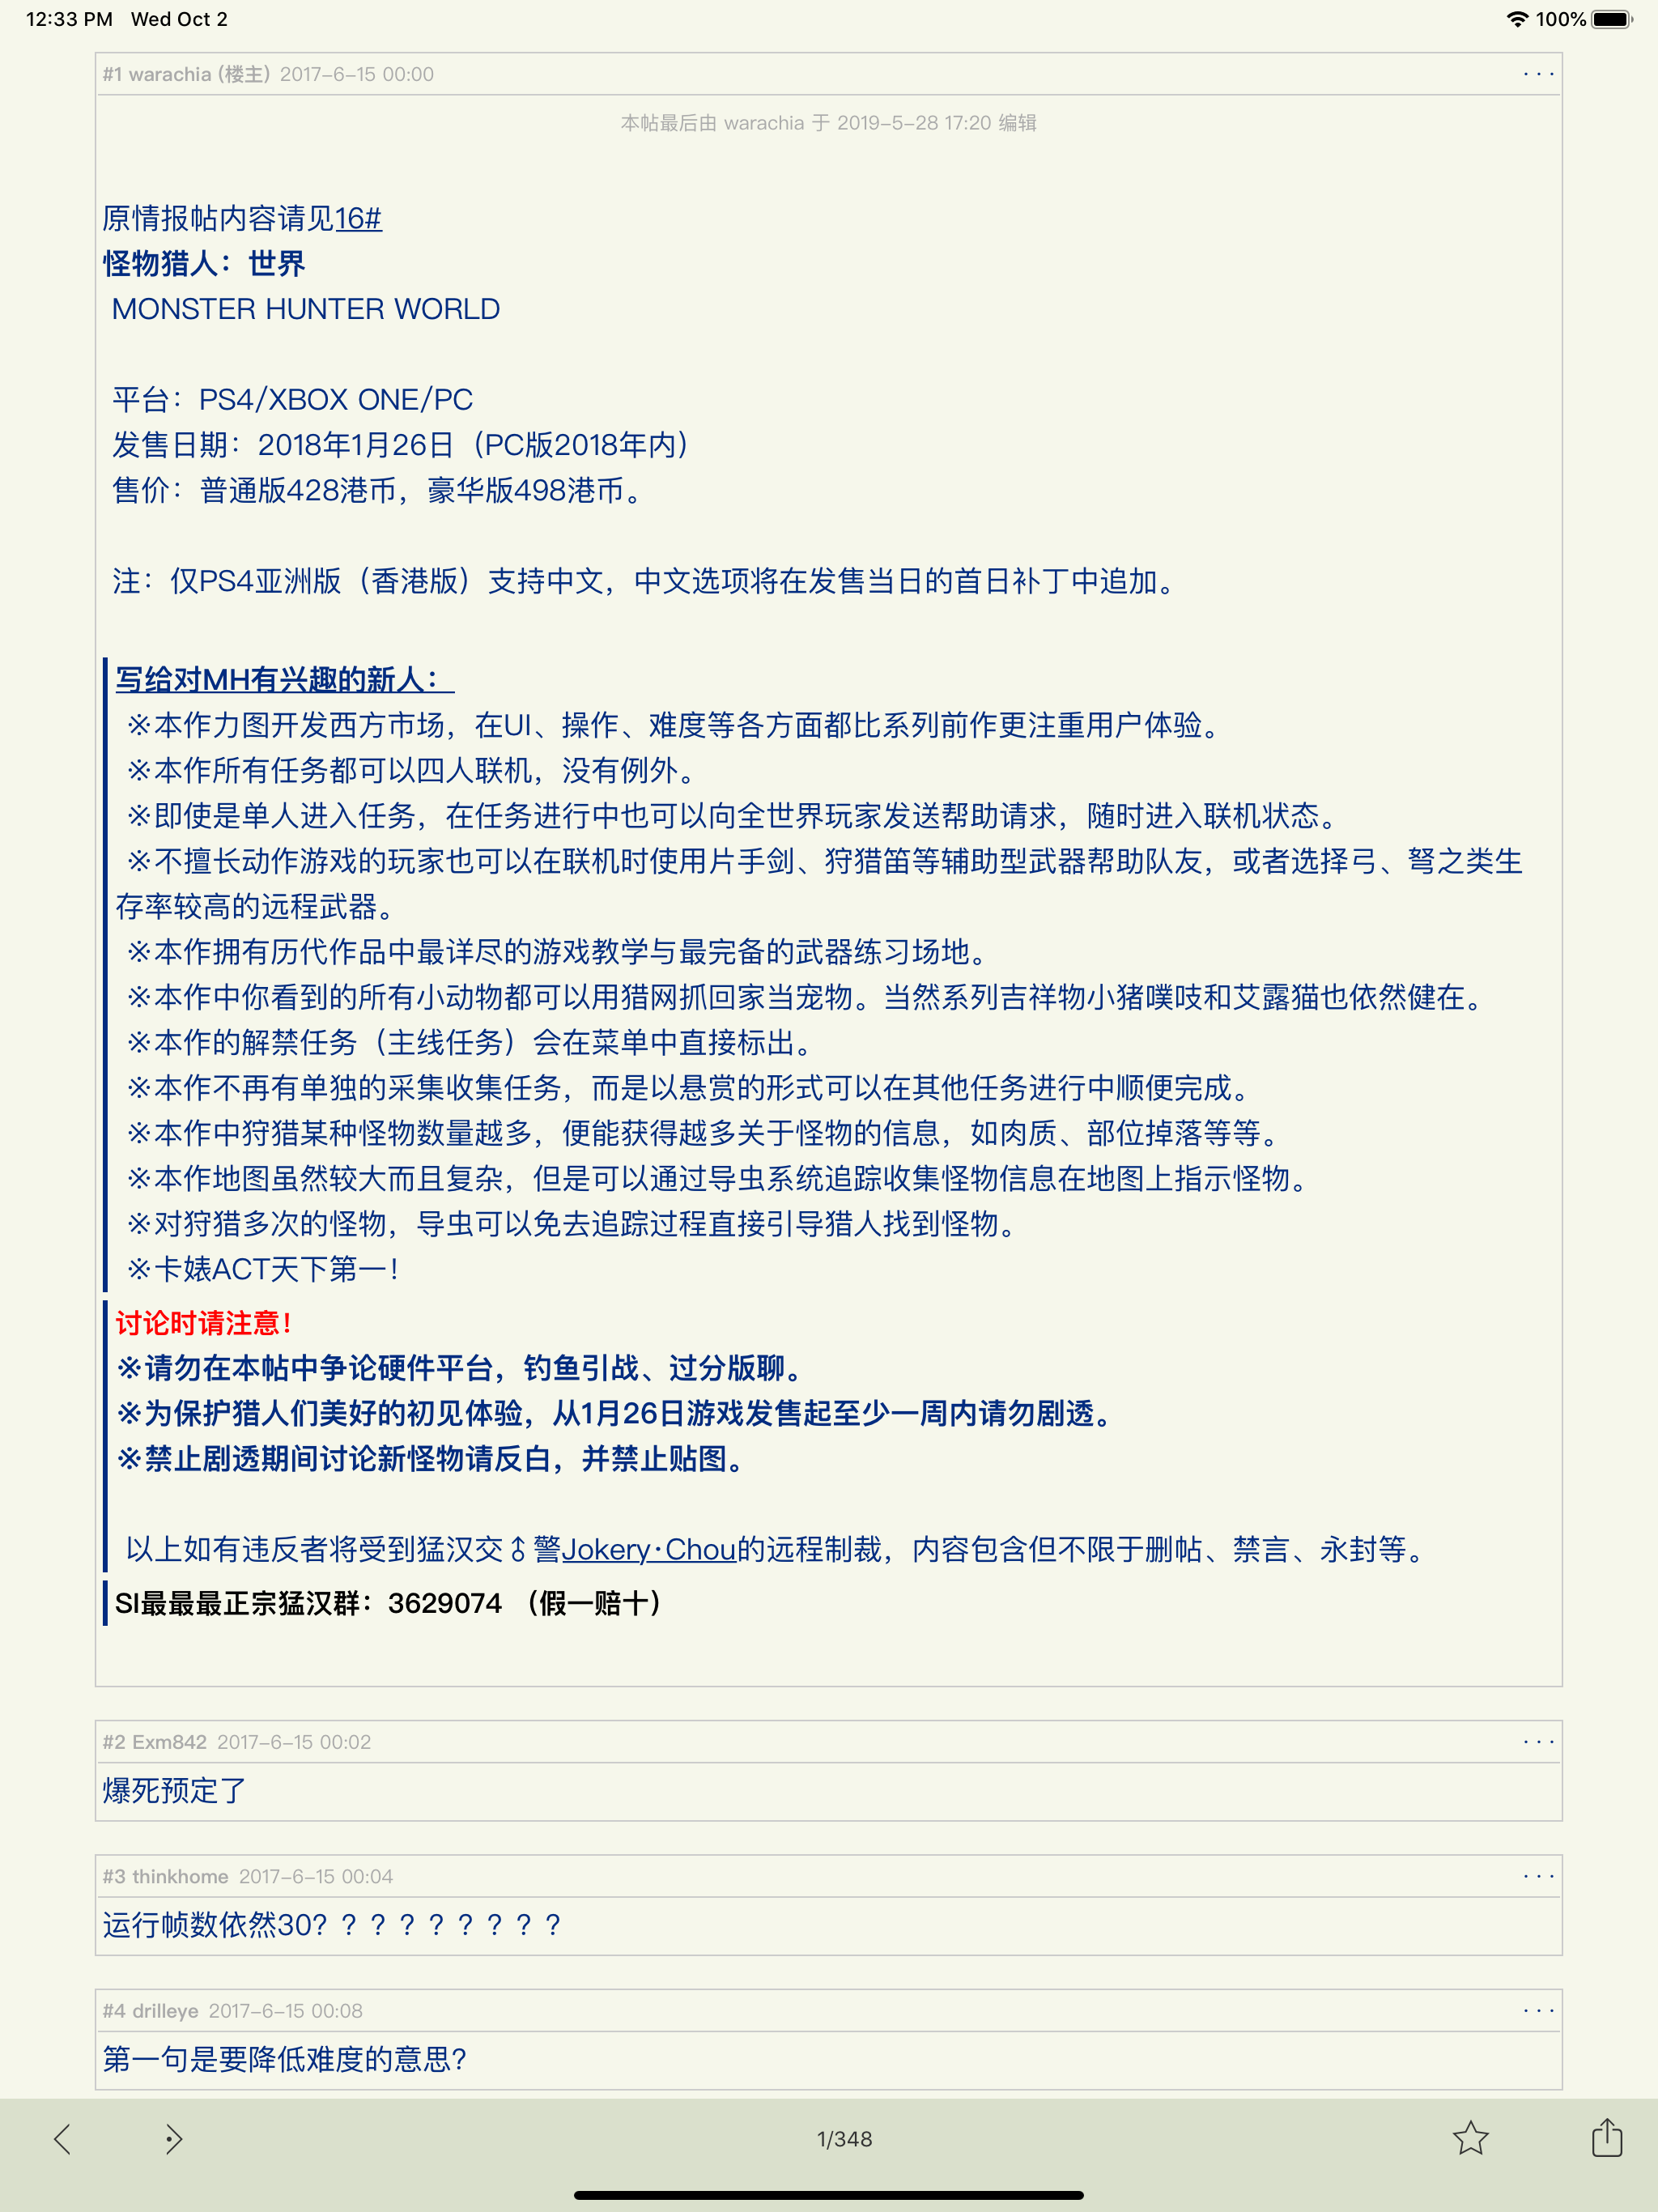 12:33 PM Wed Oct 2
100%
#1 warachia (楼主) 2017-6-15 00:00
···
本帖最后由 warachia 于 2019-5-28 17:20 编辑
原情报帖内容请见16#
怪物猎人：世界
MONSTER HUNTER WORLD
平台：PS4/XBOX ONE/PC
发售日期：2018年1月26日（PC版2018年内）
售价：普通版428港币，豪华版498港币。
注：仅PS4亚洲版（香港版）支持中文，中文选项将在发售当日的首日补丁中追加。
写给对MH有兴趣的新人：
※本作力图开发西方市场，在UI、操作、难度等各方面都比系列前作更注重用户体验。
※本作所有任务都可以四人联机，没有例外。
※即使是单人进入任务，在任务进行中也可以向全世界玩家发送帮助请求，随时进入联机状态。
※不擅长动作游戏的玩家也可以在联机时使用片手剑、狩猎笛等辅助型武器帮助队友，或者选择弓、弩之类生
存率较高的远程武器。
※本作拥有历代作品中最详尽的游戏教学与最完备的武器练习场地。
※本作中你看到的所有小动物都可以用猎网抓回家当宠物。当然系列吉祥物小猪噗吱和艾露猫也依然健在。
※本作的解禁任务（主线任务）会在菜单中直接标出。
※本作不再有单独的采集收集任务，而是以悬赏的形式可以在其他任务进行中顺便完成。
※本作中狩猎某种怪物数量越多，便能获得越多关于怪物的信息，如肉质、部位掉落等等。
※本作地图虽然较大而且复杂，但是可以通过导虫系统追踪收集怪物信息在地图上指示怪物。
※对狩猎多次的怪物，导虫可以免去追踪过程直接引导猎人找到怪物。
※卡婊ACT天下第一！
讨论时请注意！
※请勿在本帖中争论硬件平台，钓鱼引战、过分版聊。
※为保护猎人们美好的初见体验，从1月26日游戏发售起至少一周内请勿剧透。
※禁止剧透期间讨论新怪物请反白，并禁止贴图。
以上如有违反者将受到猛汉交⚨警Jokery·Chou的远程制裁，内容包含但不限于删帖、禁言、永封等。
SI最最最正宗猛汉群：3629074 （假一赔十）
#2 Exm842 2017-6-15 00:02
···
爆死预定了
#3 thinkhome 2017-6-15 00:04
···
运行帧数依然30？？？？？？？？？
#4 drilleye 2017-6-15 00:08
···
第一句是要降低难度的意思？
1/348